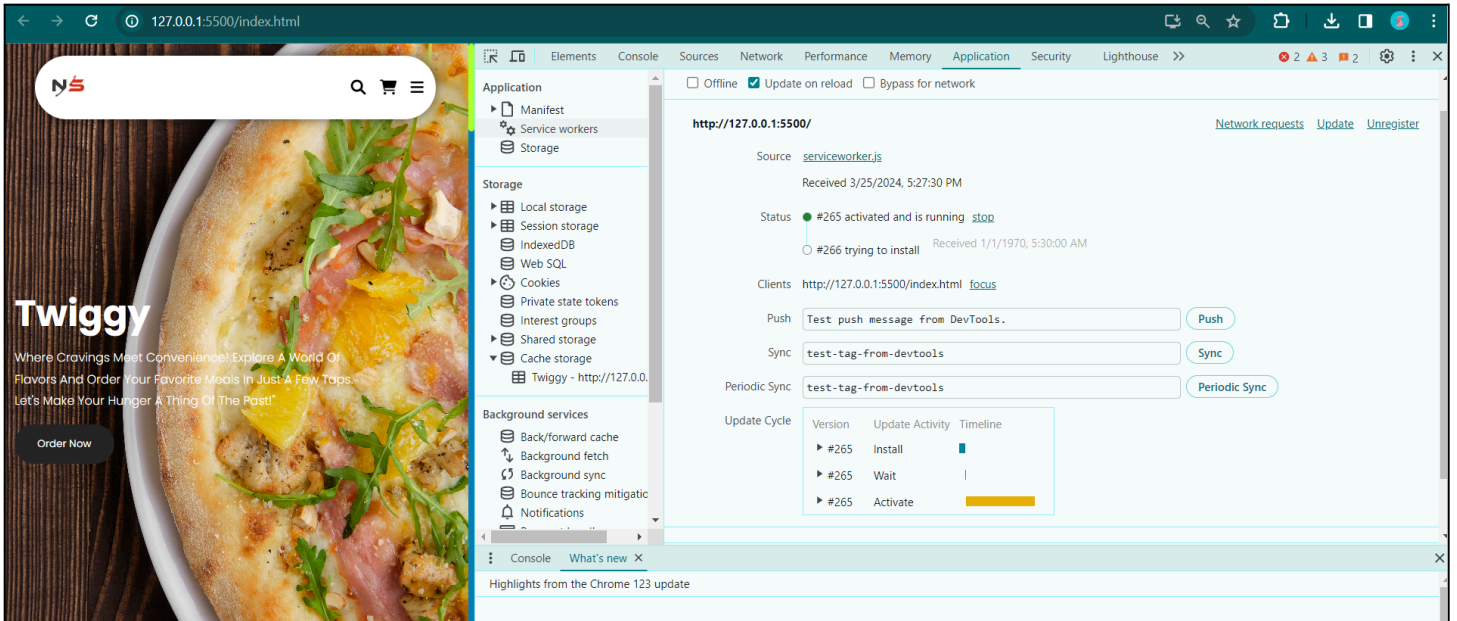 127.0.0.1:5500/index.html
NS
Twiggy
Where Cravings Meet Convenience! Explore A World Of
Flavors And Order Your Favorite Meals In Just A Few Taps.
Let's Make Your Hunger A Thing Of The Past!"
Order Now
Elements Console Sources Network Performance Memory Application Security Lighthouse 2 3 2
Application
Manifest
Service workers
Storage
Storage
Local storage
Session storage
IndexedDB
Web SQL
Cookies
Private state tokens
Interest groups
Shared storage
Cache storage
Twiggy - http://127.0.0.
Background services
Back/forward cache
Background fetch
Background sync
Bounce tracking mitigatio
Notifications
Offline Update on reload Bypass for network
http://127.0.0.1:5500/ Network requests Update Unregister
Source serviceworker.js
Received 3/25/2024, 5:27:30 PM
Status #265 activated and is running stop
#266 trying to install Received 1/1/1970, 5:30:00 AM
Clients http://127.0.0.1:5500/index.html focus
Push Test push message from DevTools. Push
Sync test-tag-from-devtools Sync
Periodic Sync test-tag-from-devtools Periodic Sync
Update Cycle Version Update Activity Timeline
#265 Install
#265 Wait
#265 Activate
Console What's new
Highlights from the Chrome 123 update